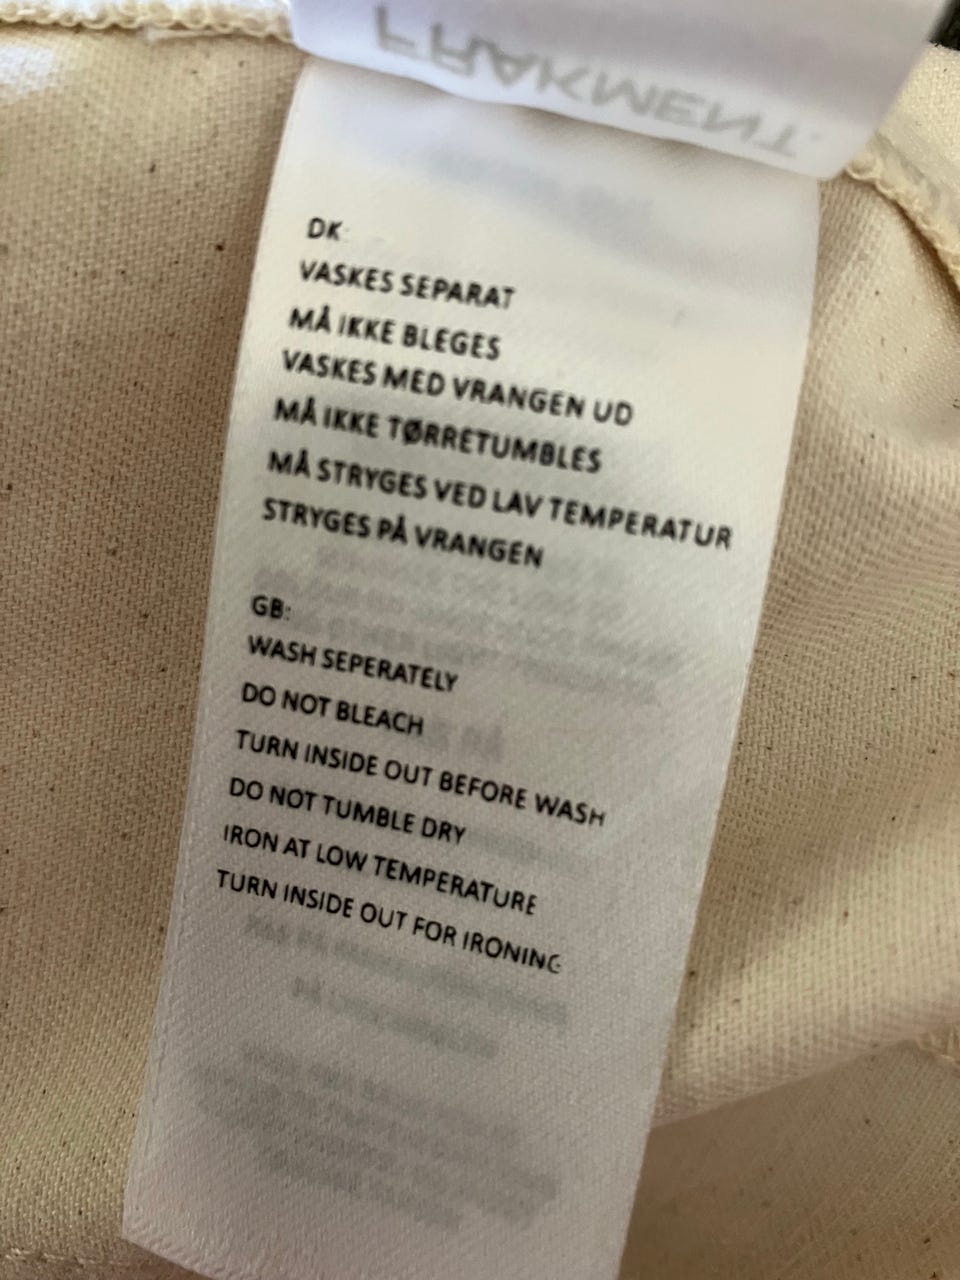 FRAKMENT.
DK:
VASKES SEPARAT
MÅ IKKE BLEGES
VASKES MED VRANGEN UD
MÅ IKKE TØRRETUMBLES
MÅ STRYGES VED LAV TEMPERATUR
STRYGES PÅ VRANGEN
GB:
WASH SEPERATELY
DO NOT BLEACH
TURN INSIDE OUT BEFORE WASH
DO NOT TUMBLE DRY
IRON AT LOW TEMPERATURE
TURN INSIDE OUT FOR IRONING